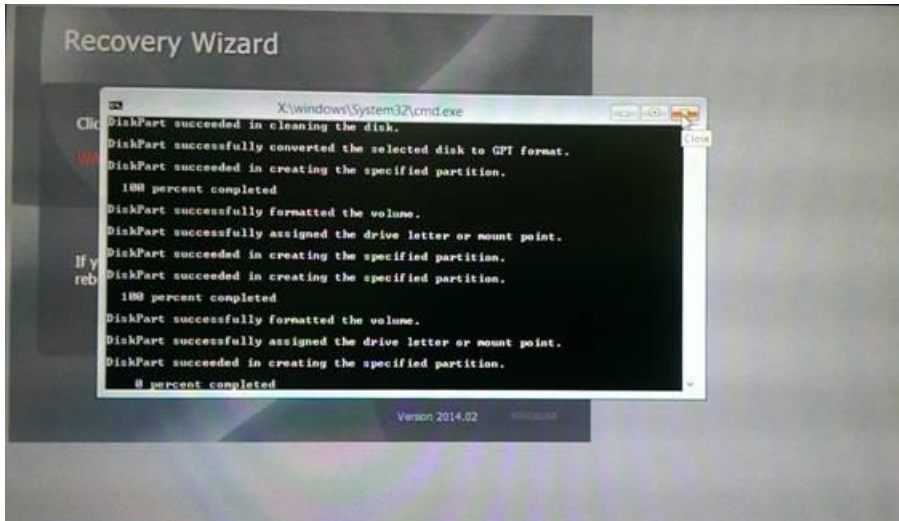 Recovery Wizard
X:\windows\System32\cmd.exe
Close
Clic
DiskPart succeeded in cleaning the disk.
DiskPart successfully converted the selected disk to GPT format.
WA
DiskPart succeeded in creating the specified partition.
100 percent completed
DiskPart successfully formatted the volume.
DiskPart successfully assigned the drive letter or mount point.
If y
DiskPart succeeded in creating the specified partition.
reb
DiskPart succeeded in creating the specified partition.
100 percent completed
DiskPart successfully formatted the volume.
DiskPart successfully assigned the drive letter or mount point.
DiskPart succeeded in creating the specified partition.
0 percent completed
Version 2014.02